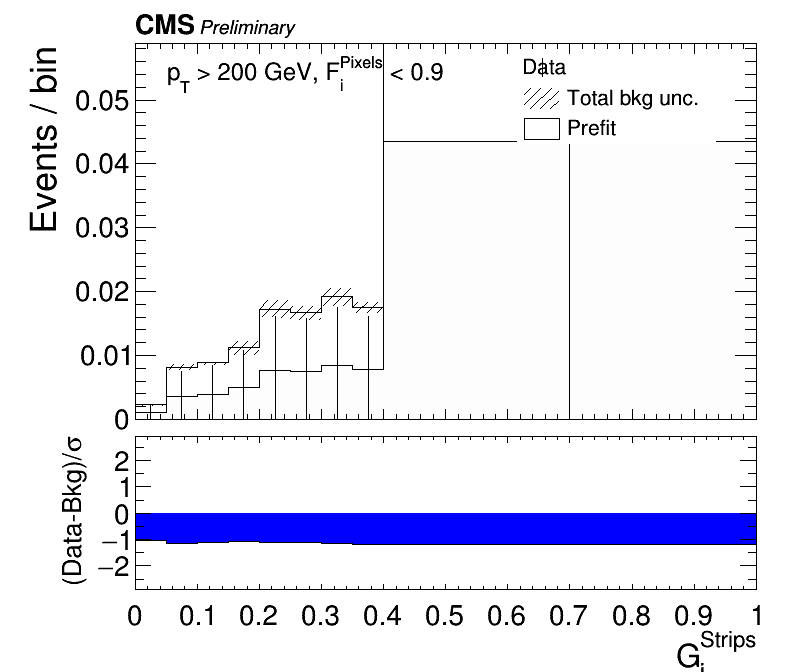 CMS Preliminary
p_T > 200 GeV, F_i^Pixels < 0.9
Data
Total bkg unc.
Prefit
Events / bin
0.05
0.04
0.03
0.02
0.01
0
(Data-Bkg)/σ
2
1
0
−1
−2
0 0.1 0.2 0.3 0.4 0.5 0.6 0.7 0.8 0.9 1
G_i^Strips